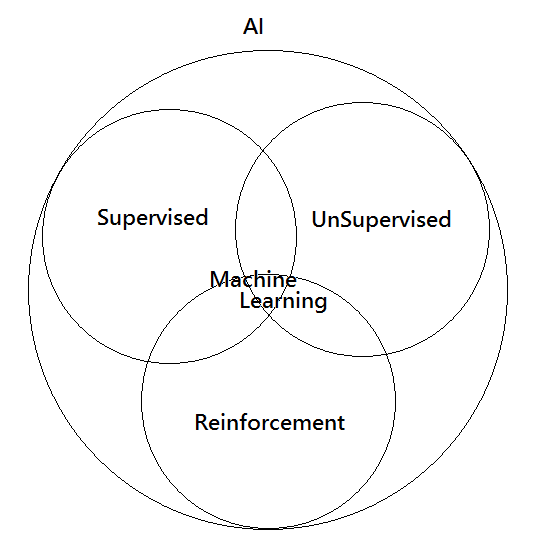 AI
Supervised
UnSupervised
Machine
Learning
Reinforcement